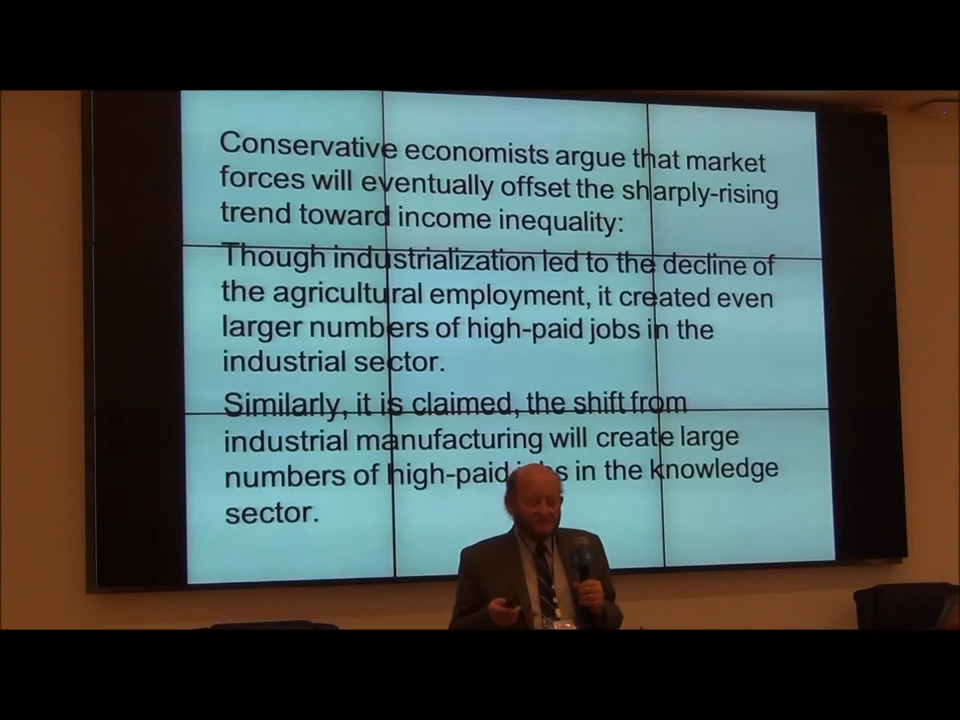 Conservative economists argue that market
forces will eventually offset the sharply-rising
trend toward income inequality:
Though industrialization led to the decline of
the agricultural employment, it created even
larger numbers of high-paid jobs in the
industrial sector.
Similarly, it is claimed, the shift from
industrial manufacturing will create large
numbers of high-paid jobs in the knowledge
sector.